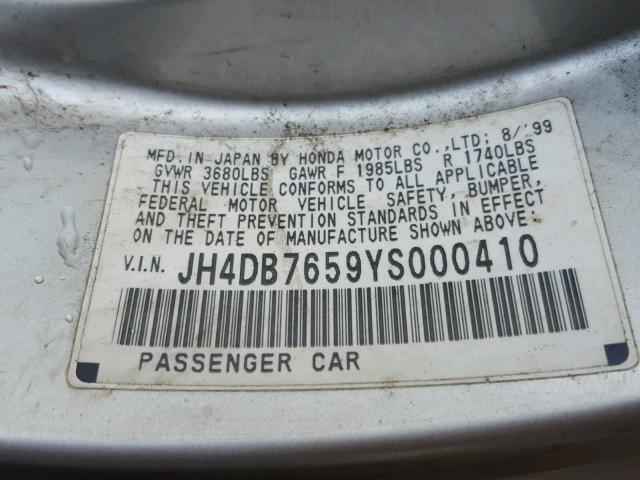 MFD. IN JAPAN BY HONDA MOTOR CO., LTD; 8/'99
GVWR 3680LBS GAWR F 1985LBS R 1740LBS
THIS VEHICLE CONFORMS TO ALL APPLICABLE
FEDERAL MOTOR VEHICLE SAFETY, BUMPER,
AND THEFT PREVENTION STANDARDS IN EFFECT
ON THE DATE OF MANUFACTURE SHOWN ABOVE.
V.I.N. JH4DB7659YS000410
PASSENGER CAR